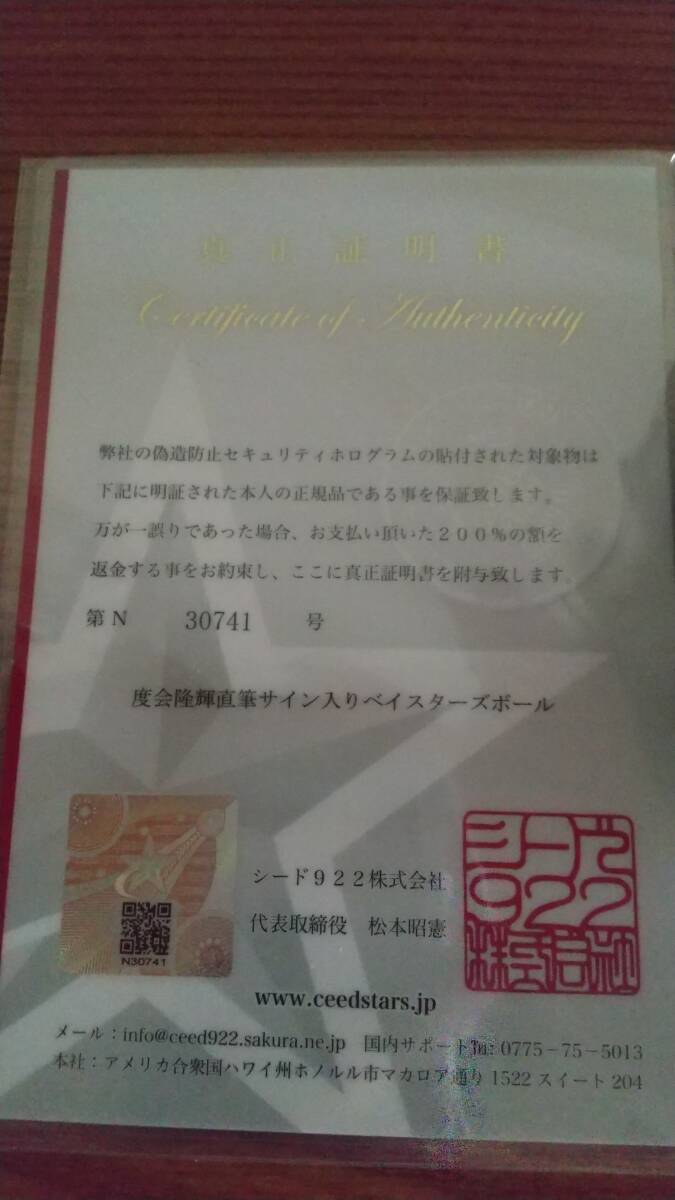 真正証明書
Certificate of Authenticity
弊社の偽造防止セキュリティホログラムの貼付された対象物は
下記に明証された本人の正規品である事を保証致します。
万が一誤りであった場合、お支払い頂いた２００％の額を
返金する事をお約束し、ここに真正証明書を附与致します。
第 N 30741 号
度会隆輝直筆サイン入りベイスターズボール
N30741
シード９２２株式会社
代表取締役 松本昭憲
シード
922
株式会社
www.ceedstars.jp
メール：info@ceed922.sakura.ne.jp 国内サポート℡: 0775－75－5013
本社：アメリカ合衆国ハワイ州ホノルル市マカロア通り1522 スイート 204